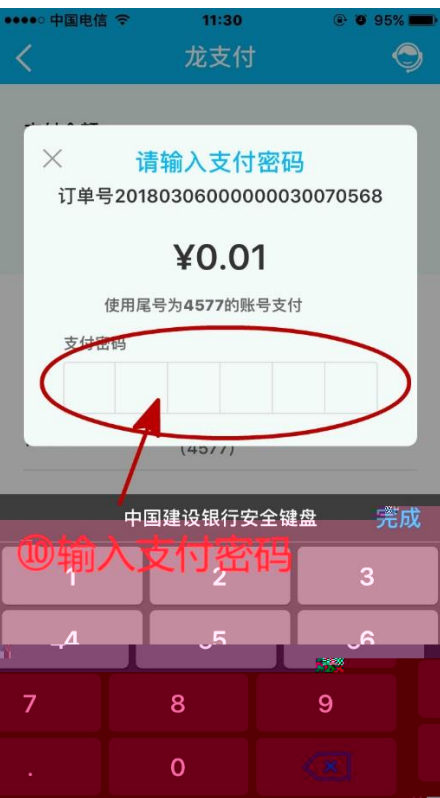 中国电信 11:30 95%
龙支付
请输入支付密码
订单号20180306000000030070568
¥0.01
使用尾号为4577的账号支付
支付密码
(4577)
中国建设银行安全键盘 完成
⑩输入支付密码
1 2 3
4 5 6
7 8 9
. 0